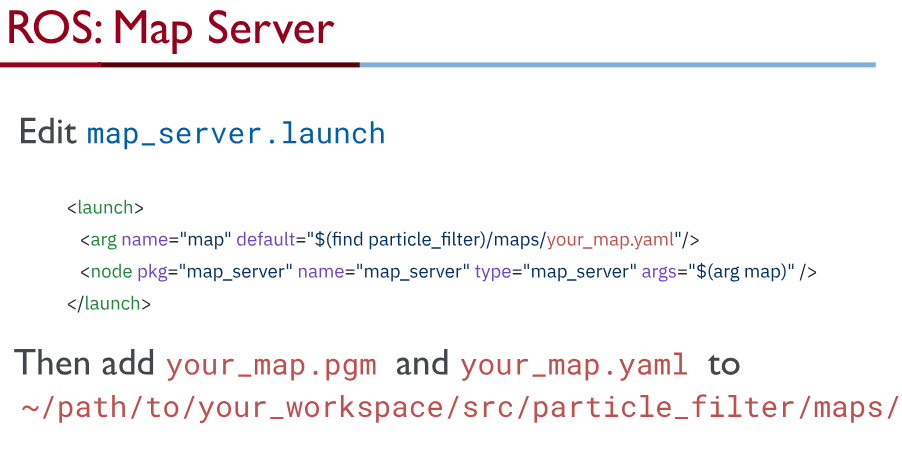 ROS: Map Server
Edit map_server.launch
<launch>
<arg name="map" default="$(find particle_filter)/maps/your_map.yaml"/>
<node pkg="map_server" name="map_server" type="map_server" args="$(arg map)" />
</launch>
Then add your_map.pgm and your_map.yaml to
~/path/to/your_workspace/src/particle_filter/maps/